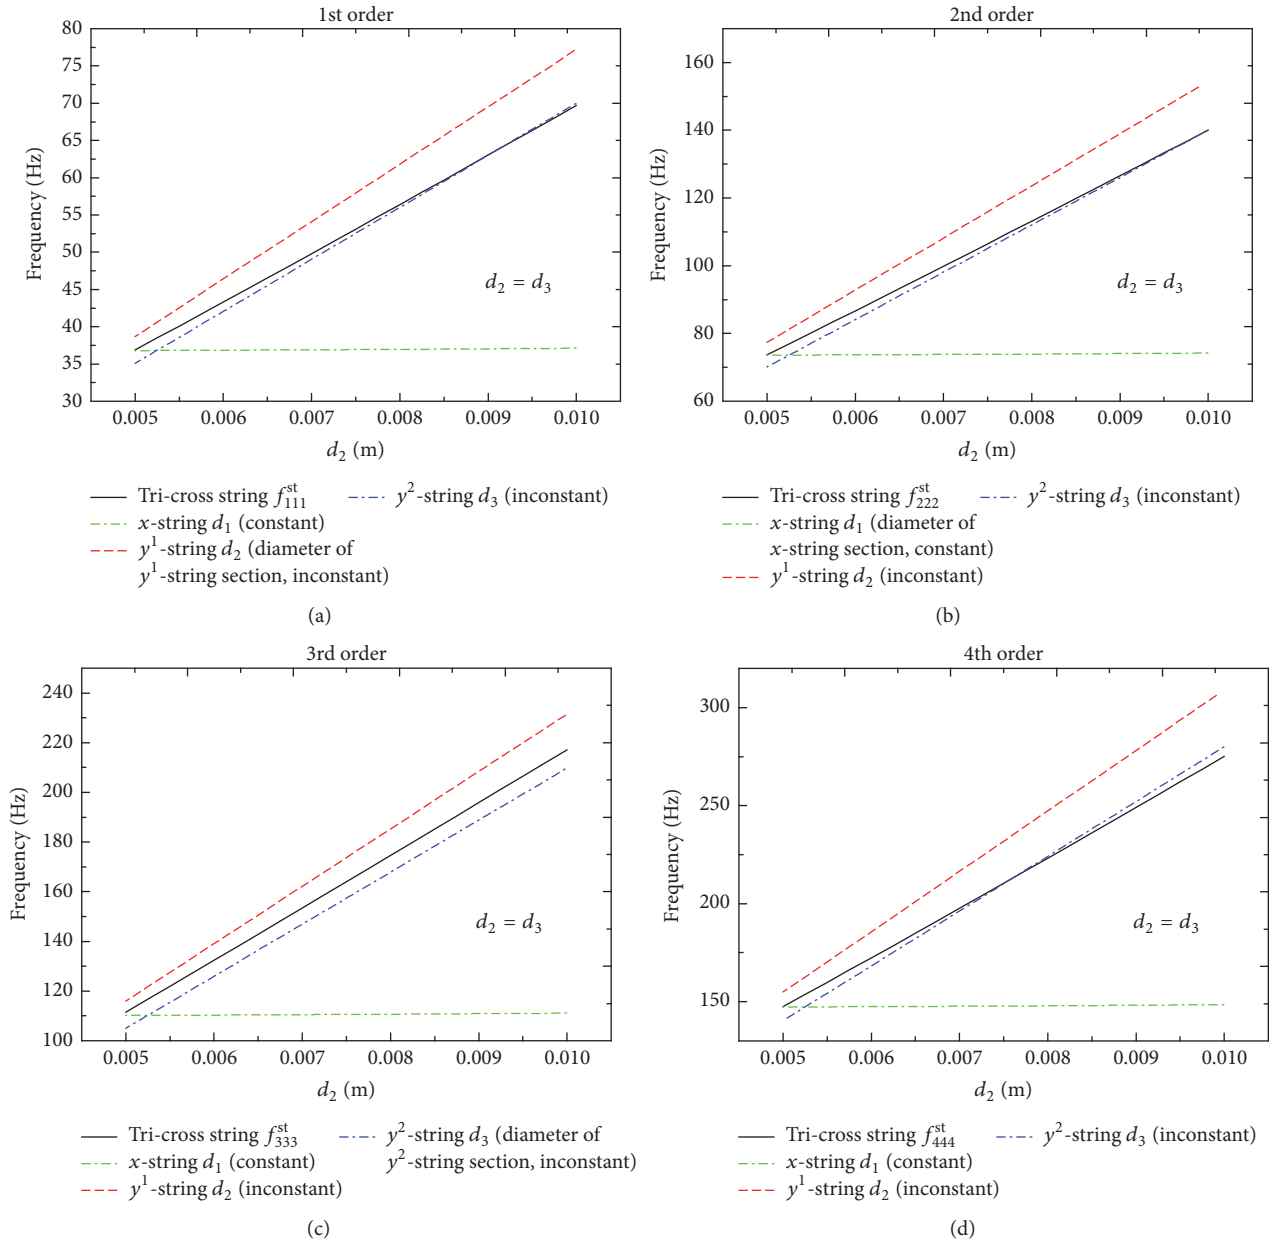 1st order
80
75
70
65
60
55
50
45
40
35
30
Frequency (Hz)
d₂ = d₃
0.005 0.006 0.007 0.008 0.009 0.010
d₂ (m)
Tri-cross string f₁₁₁ˢᵗ
y²-string d₃ (inconstant)
x-string d₁ (constant)
y¹-string d₂ (diameter of
y¹-string section, inconstant)
(a)
2nd order
160
140
120
100
80
60
Frequency (Hz)
d₂ = d₃
0.005 0.006 0.007 0.008 0.009 0.010
d₂ (m)
Tri-cross string f₂₂₂ˢᵗ
y²-string d₃ (inconstant)
x-string d₁ (diameter of
x-string section, constant)
y¹-string d₂ (inconstant)
(b)
3rd order
240
220
200
180
160
140
120
100
Frequency (Hz)
d₂ = d₃
0.005 0.006 0.007 0.008 0.009 0.010
d₂ (m)
Tri-cross string f₃₃₃ˢᵗ
y²-string d₃ (diameter of
y²-string section, inconstant)
x-string d₁ (constant)
y¹-string d₂ (inconstant)
(c)
4th order
300
250
200
150
Frequency (Hz)
d₂ = d₃
0.005 0.006 0.007 0.008 0.009 0.010
d₂ (m)
Tri-cross string f₄₄₄ˢᵗ
y²-string d₃ (inconstant)
x-string d₁ (constant)
y¹-string d₂ (inconstant)
(d)